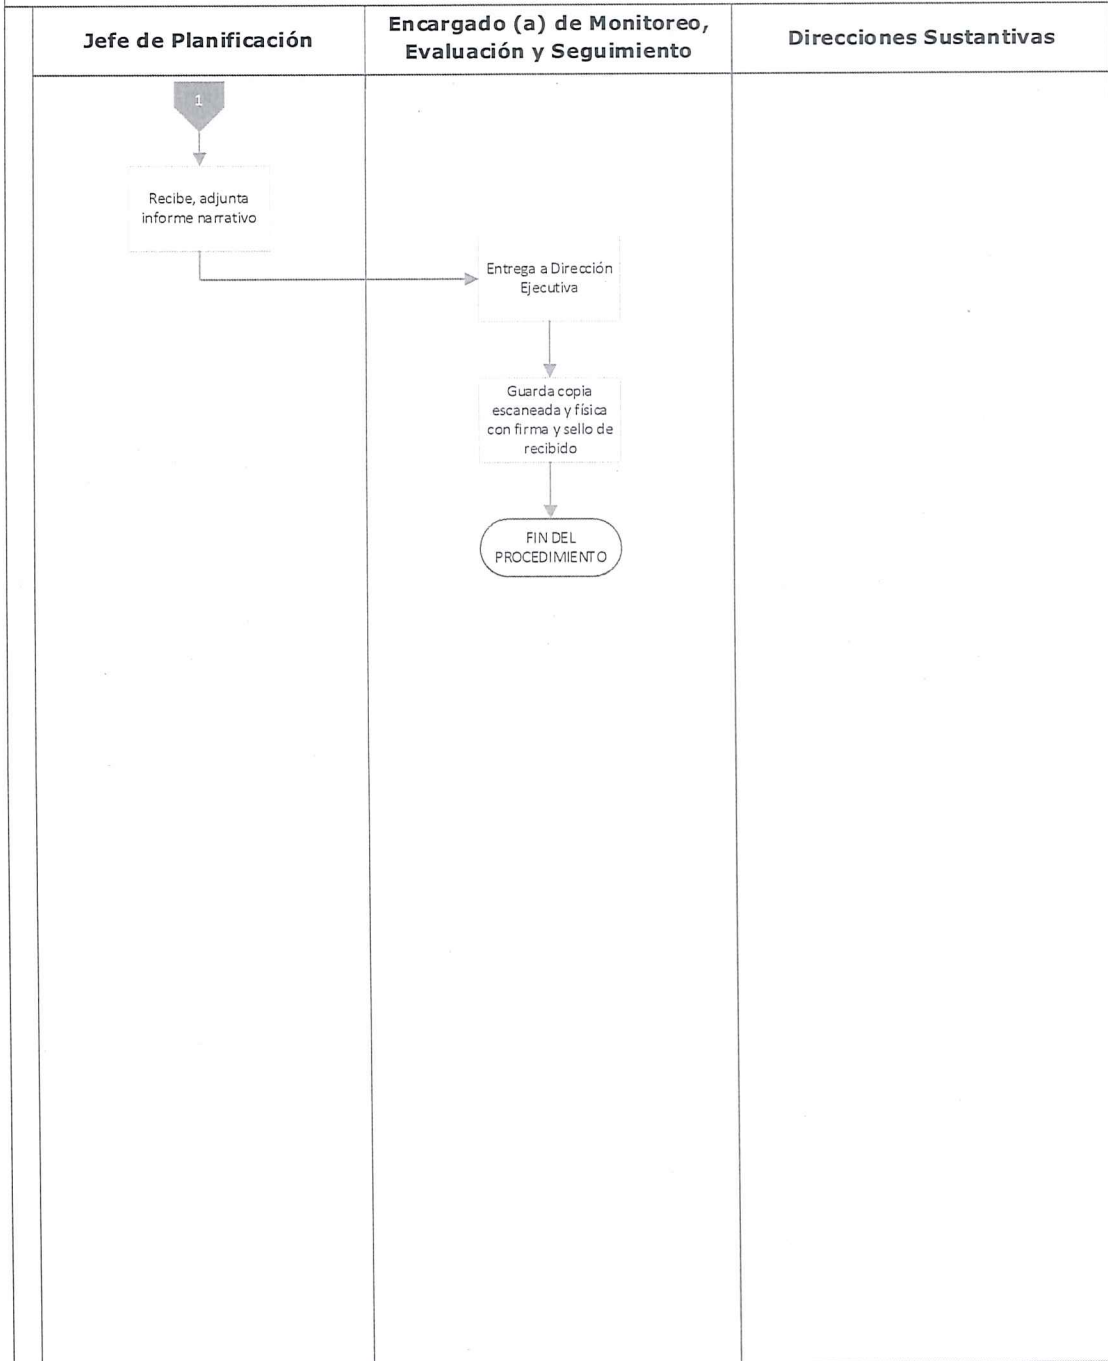 Jefe de Planificación
Encargado (a) de Monitoreo,
Evaluación y Seguimiento
Direcciones Sustantivas
1
Recibe, adjunta
informe narrativo
Entrega a Dirección
Ejecutiva
Guarda copia
escaneada y física
con firma y sello de
recibido
FIN DEL
PROCEDIMIENTO